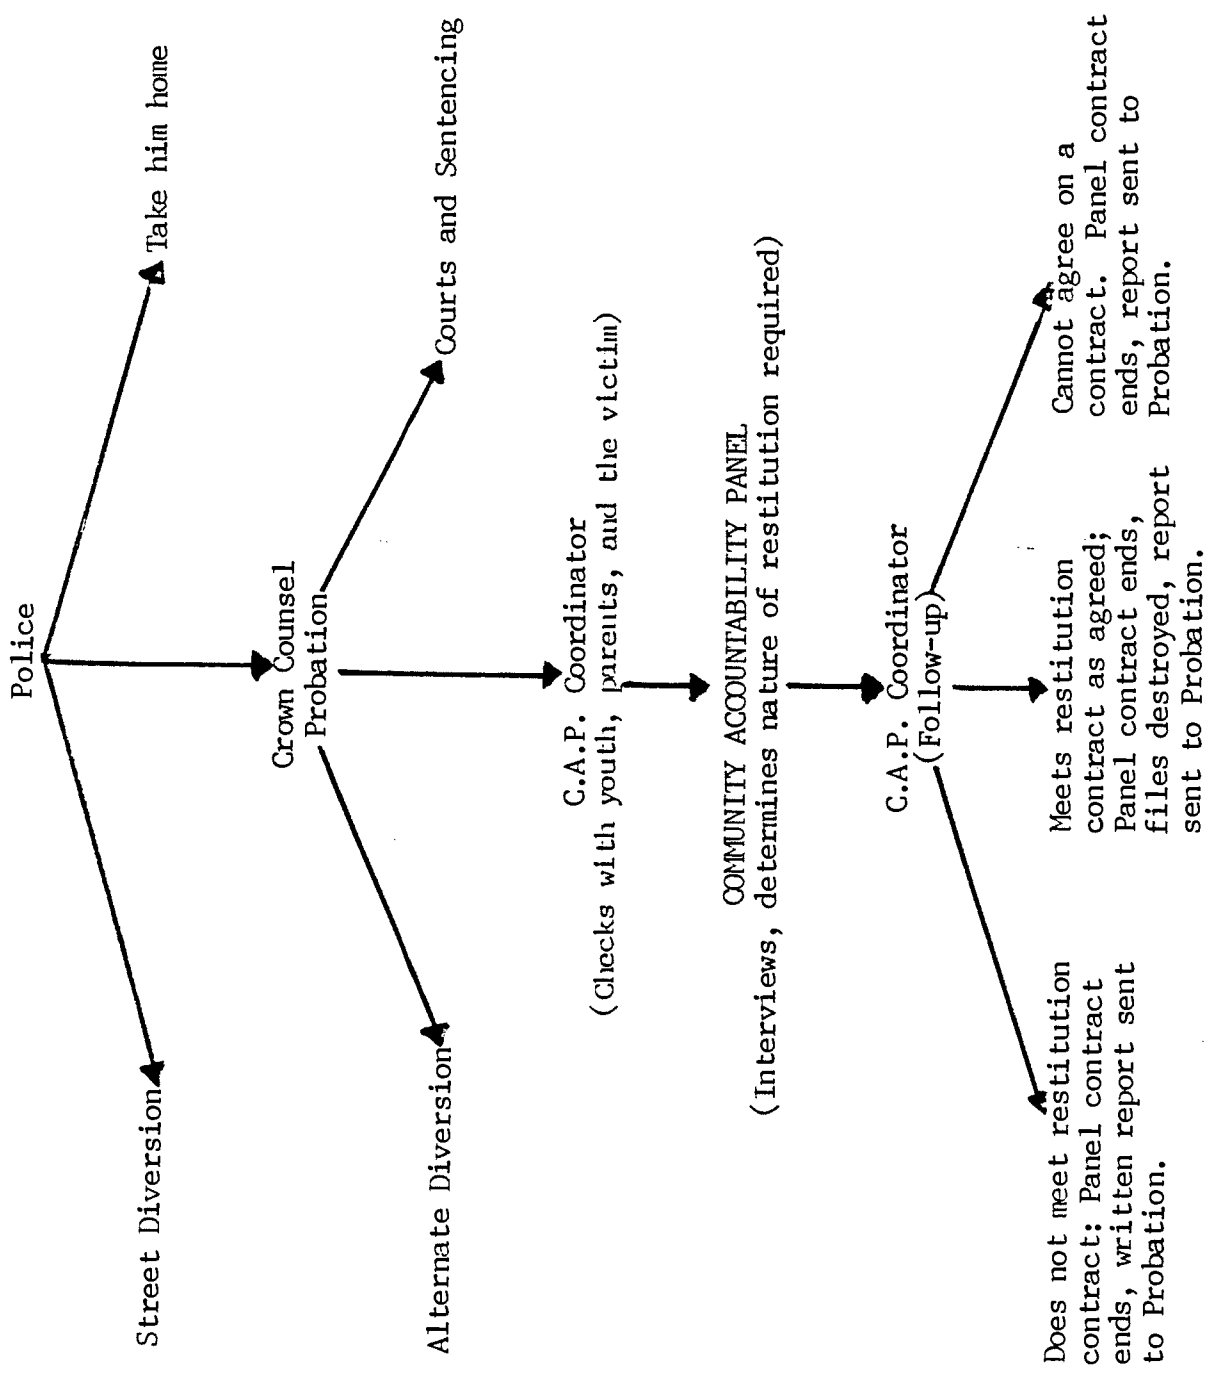 Police
Street Diversion
Take him home
Crown Counsel
Probation
Alternate Diversion
Courts and Sentencing
C.A.P. Coordinator
(Checks with youth, parents, and the victim)
COMMUNITY ACCOUNTABILITY PANEL
(Interviews, determines nature of restitution required)
C.A.P. Coordinator
(Follow-up)
Does not meet restitution
contract: Panel contract
ends, written report sent
to Probation.
Meets restitution
contract as agreed;
Panel contract ends,
files destroyed, report
sent to Probation.
Cannot agree on a
contract. Panel contract
ends, report sent to
Probation.